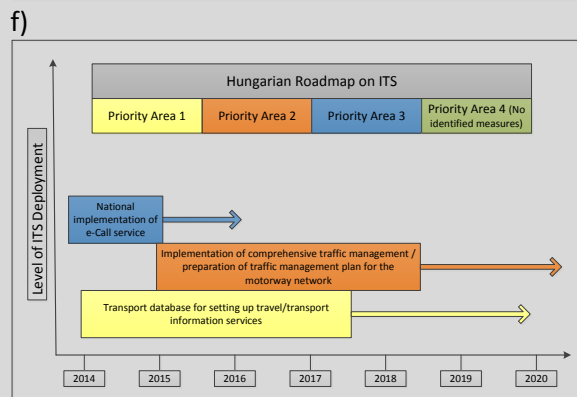 f)
Hungarian Roadmap on ITS
Priority Area 1
Priority Area 2
Priority Area 3
Priority Area 4 (No
identified measures)
Level of ITS Deployment
National
implementation of
e-Call service
Implementation of comprehensive traffic management /
preparation of traffic management plan for the
motorway network
Transport database for setting up travel/transport
information services
2014
2015
2016
2017
2018
2019
2020